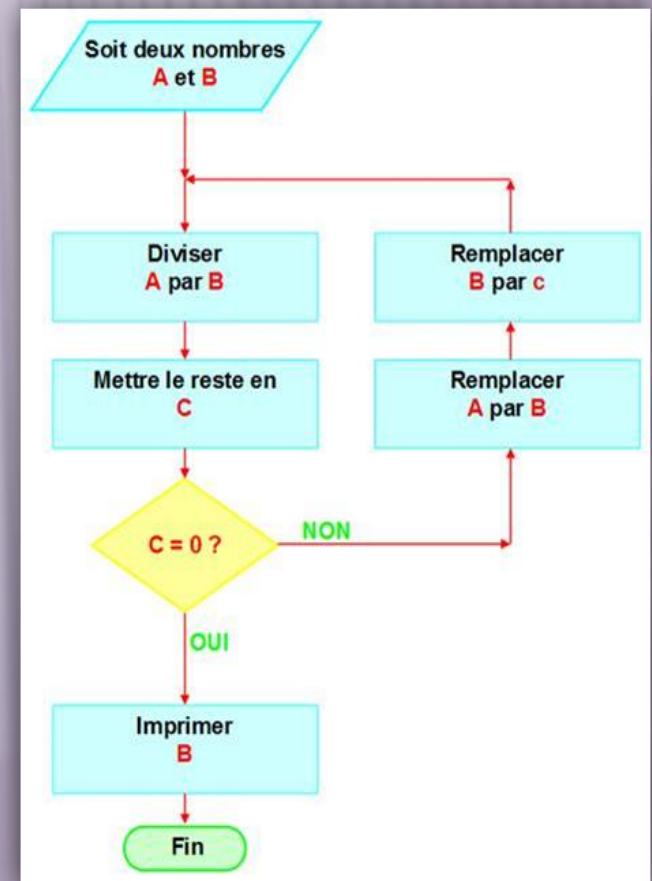 Soit deux nombres
A et B
Diviser
A par B
Mettre le reste en
C
C = 0 ?
NON
Remplacer
A par B
Remplacer
B par c
OUI
Imprimer
B
Fin